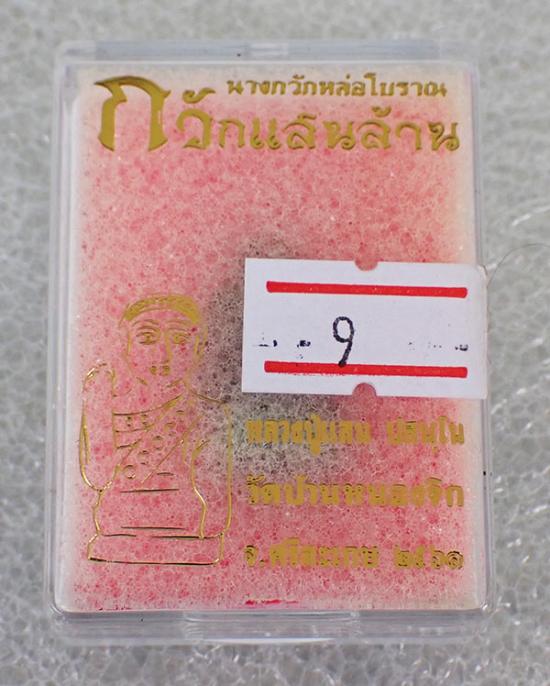 นางกวักหล่อโบราณ
กวักแสนล้าน
9
หลวงปู่แสน ปสนฺโน
วัดบ้านหนองจิก
จ.ศรีสะเกษ ๒๕๖๑